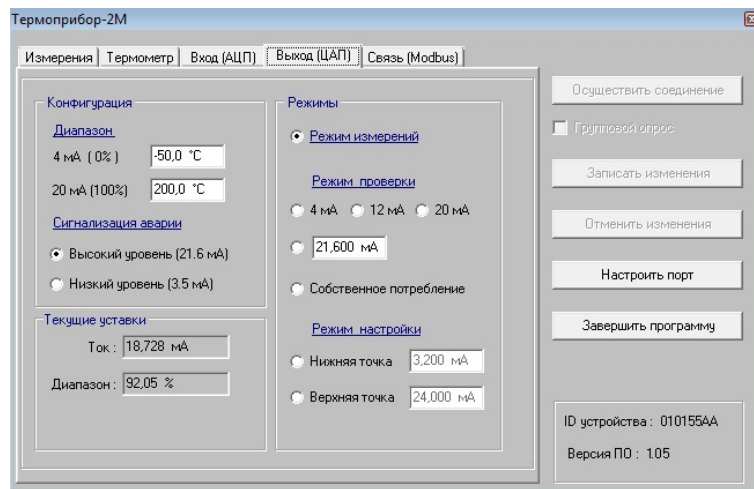 Термоприбор-2М
Измерения Термометр Вход (АЦП) Выход (ЦАП) Связь (Modbus)
Конфигурация
Диапазон
4 мА ( 0% ) -50,0 °C
20 мА (100%) 200,0 °C
Сигнализация аварии
Высокий уровень (21.6 мА)
Низкий уровень (3.5 мА)
Текущие уставки
Ток : 18,728 мА
Диапазон : 92,05 %
Режимы
Режим измерений
Режим проверки
4 мА 12 мА 20 мА
21,600 мА
Собственное потребление
Режим настройки
Нижняя точка 3,200 мА
Верхняя точка 24,000 мА
Осуществить соединение
Групповой опрос
Записать изменения
Отменить изменения
Настроить порт
Завершить программу
ID устройства : 010155AA
Версия ПО : 1.05